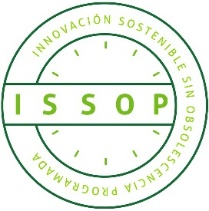 INNOVACIÓN SOSTENIBLE SIN OBSOLESCENCIA PROGRAMADA
ISSOP